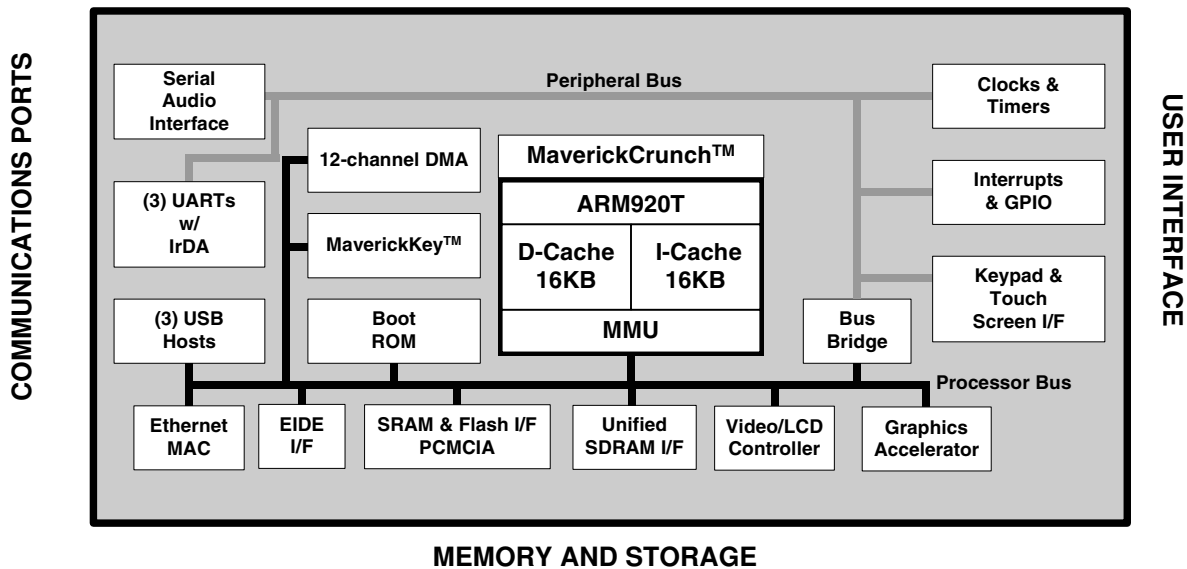 COMMUNICATIONS PORTS
Serial
Audio
Interface
Peripheral Bus
Clocks &
Timers
12-channel DMA
MaverickCrunch™
(3) UARTs
w/
IrDA
ARM920T
Interrupts
& GPIO
MaverickKey™
D-Cache
16KB
I-Cache
16KB
Keypad &
Touch
Screen I/F
(3) USB
Hosts
Boot
ROM
MMU
Bus
Bridge
Processor Bus
Ethernet
MAC
EIDE
I/F
SRAM & Flash I/F
PCMCIA
Unified
SDRAM I/F
Video/LCD
Controller
Graphics
Accelerator
USER INTERFACE
MEMORY AND STORAGE